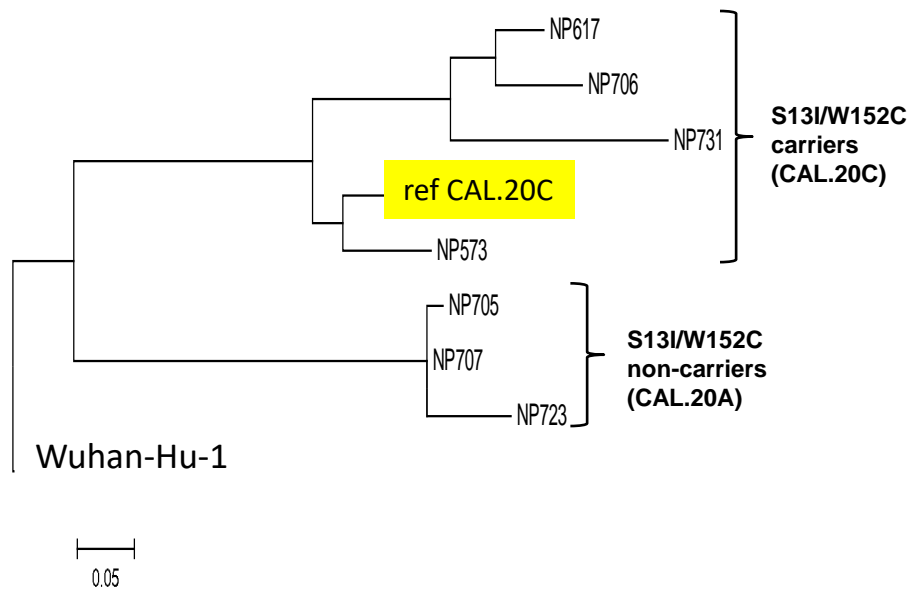 NP617
NP706
NP731
S13I/W152C
carriers
(CAL.20C)
ref CAL.20C
NP573
NP705
NP707
NP723
S13I/W152C
non-carriers
(CAL.20A)
Wuhan-Hu-1
0.05